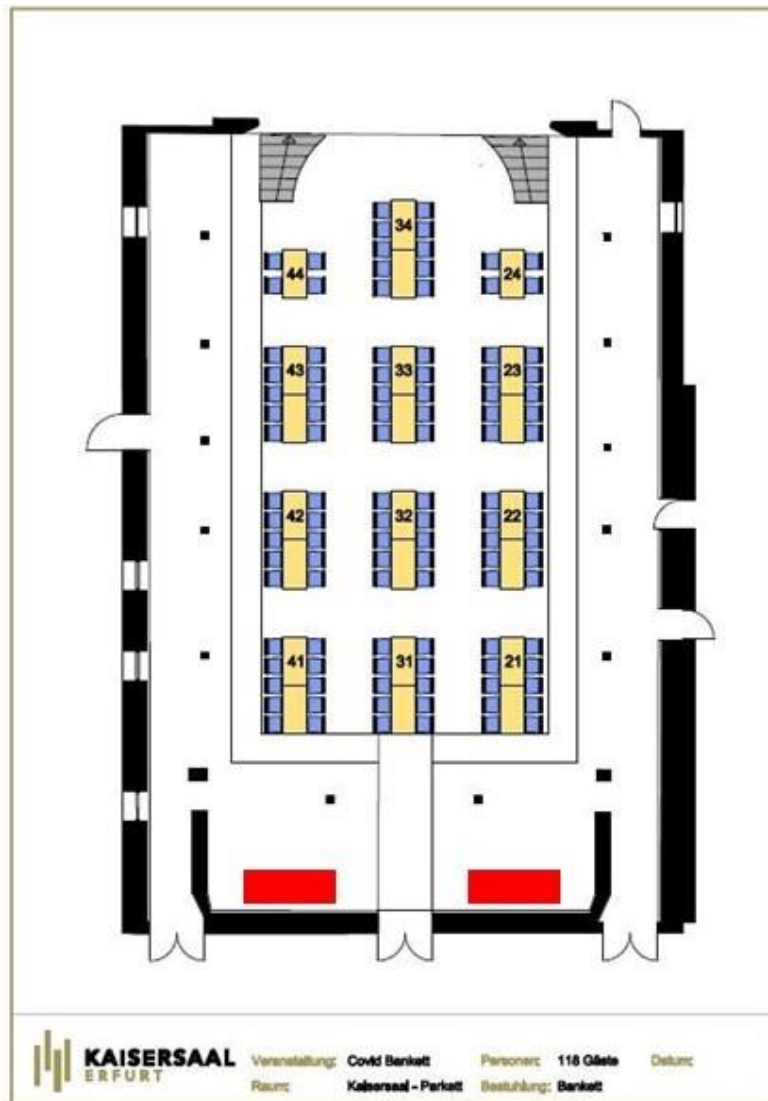 34
44 24
43 33 23
42 32 22
41 31 21
KAISERSAAL
ERFURT
Veranstaltung: Covid Bankett Personen: 118 Gäste Datum:
Raum: Kaisersaal - Parkett Bestuhlung: Bankett